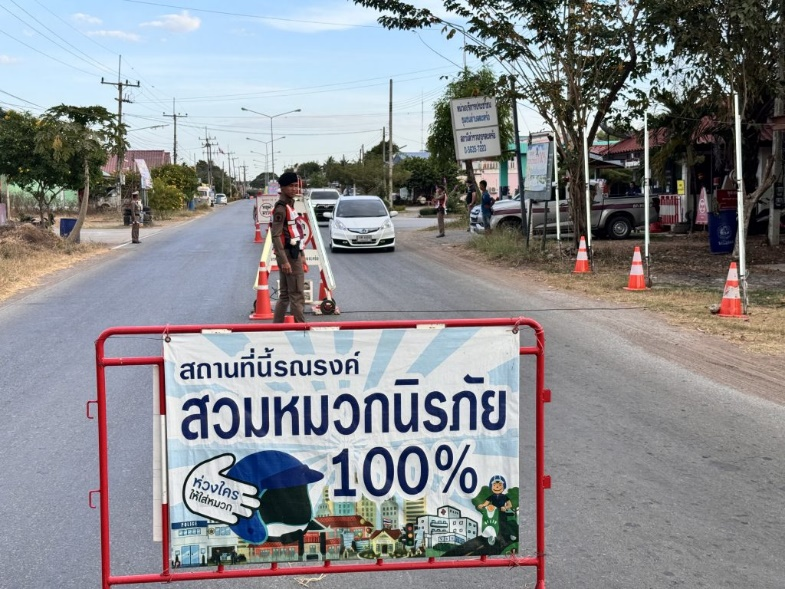 สถานที่นี้รณรงค์
สวมหมวกนิรภัย
100%
ห่วงใคร
ให้ใส่หมวก
POLICE